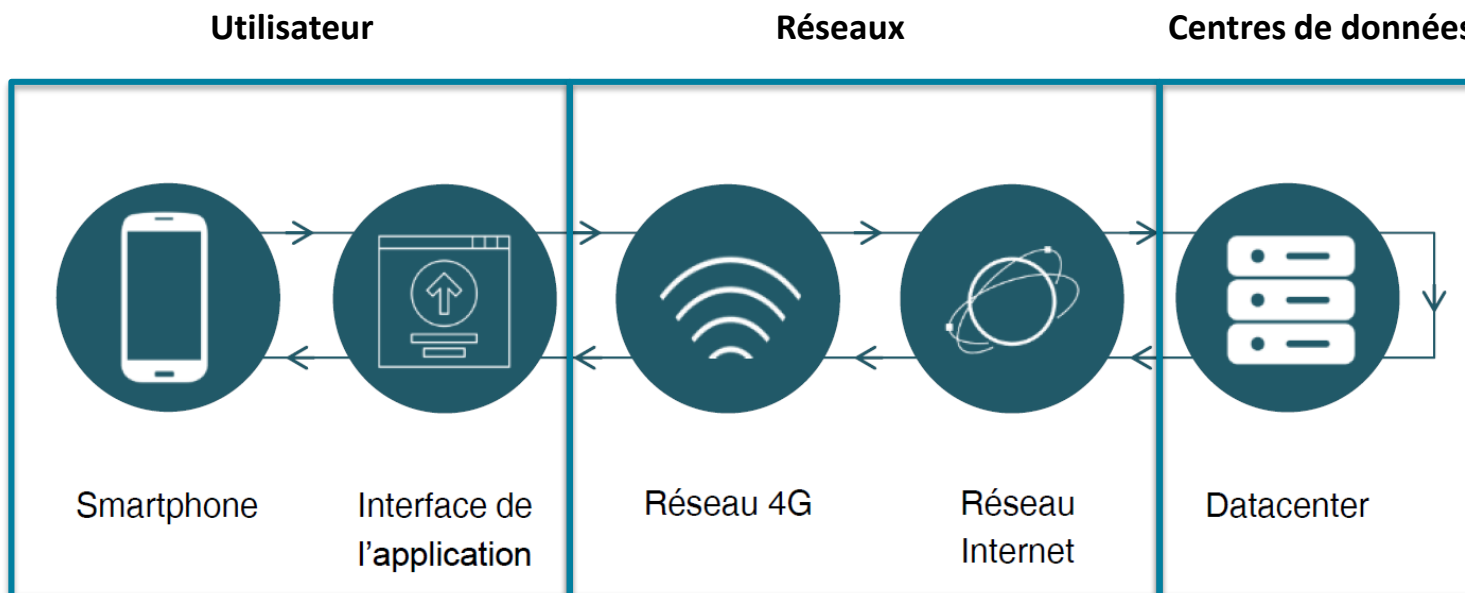 Utilisateur
Réseaux
Centres de données
Smartphone
Interface de
l’application
Réseau 4G
Réseau
Internet
Datacenter